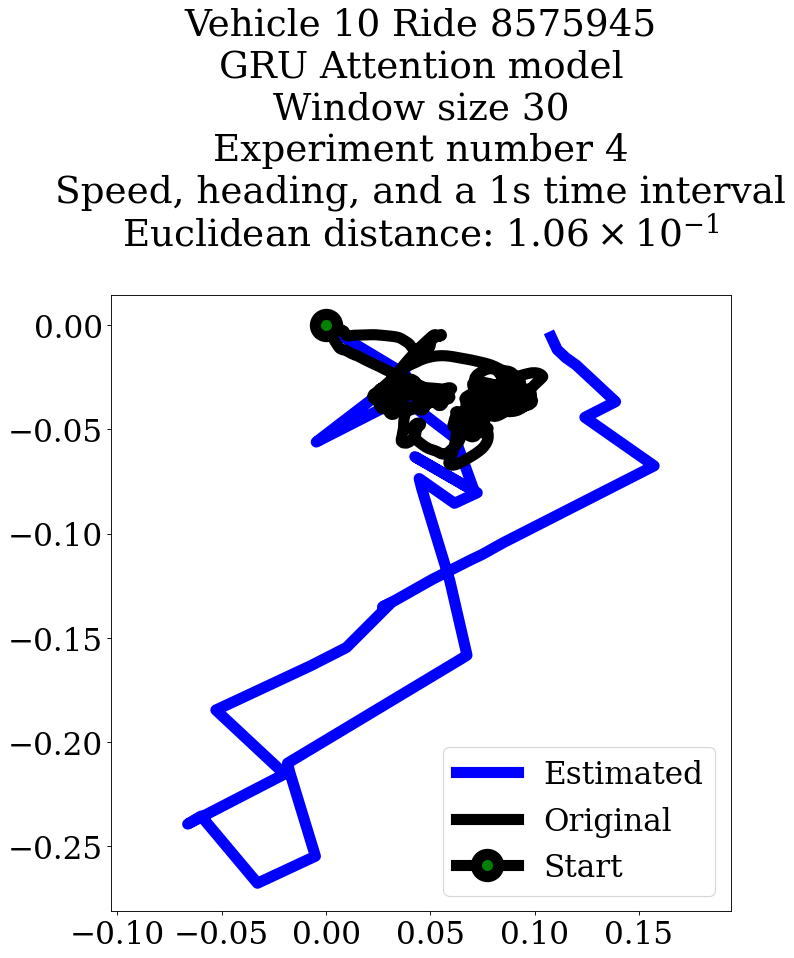 Vehicle 10 Ride 8575945
GRU Attention model
Window size 30
Experiment number 4
Speed, heading, and a 1s time interval
Euclidean distance: 1.06 × 10⁻¹
0.00
−0.05
−0.10
−0.15
−0.20
−0.25
Estimated
Original
Start
−0.10 −0.05 0.00 0.05 0.10 0.15